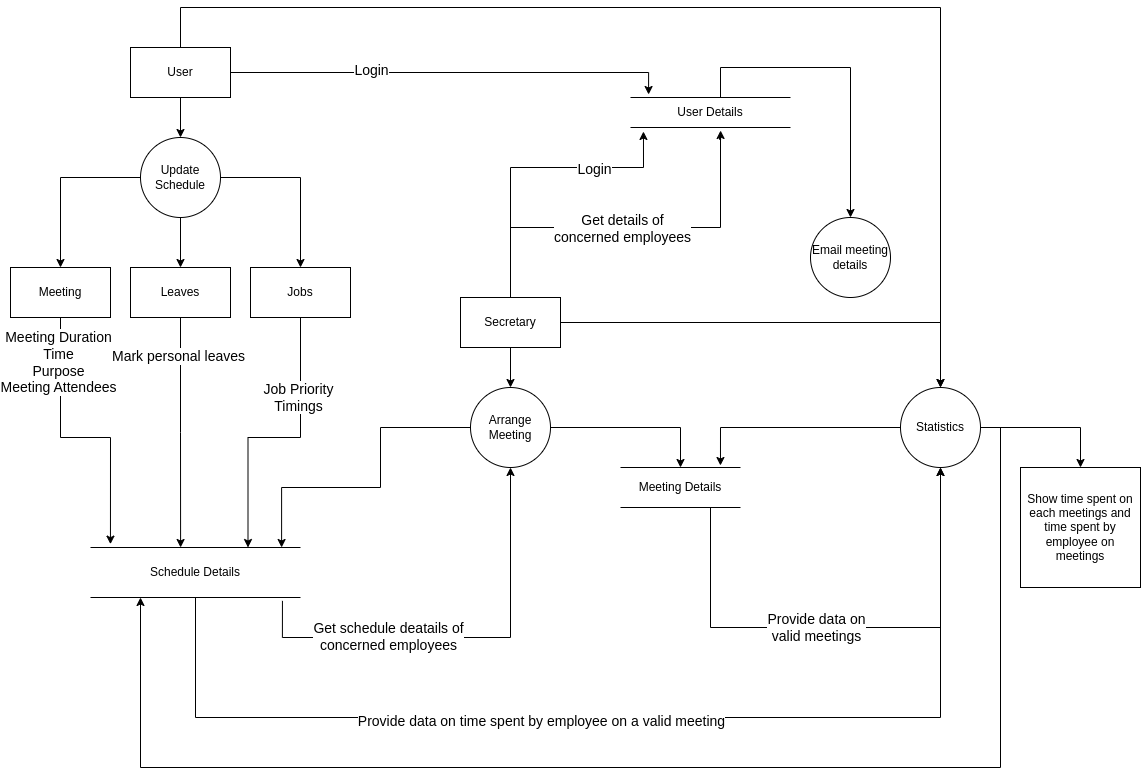 User
Login
User Details
Update
Schedule
Login
Get details of
concerned employees
Email meeting
details
Meeting
Leaves
Jobs
Secretary
Meeting Duration
Time
Purpose
Meeting Attendees
Mark personal leaves
Job Priority
Timings
Arrange
Meeting
Statistics
Meeting Details
Show time spent on
each meetings and
time spent by
employee on
meetings
Schedule Details
Get schedule deatails of
concerned employees
Provide data on
valid meetings
Provide data on time spent by employee on a valid meeting